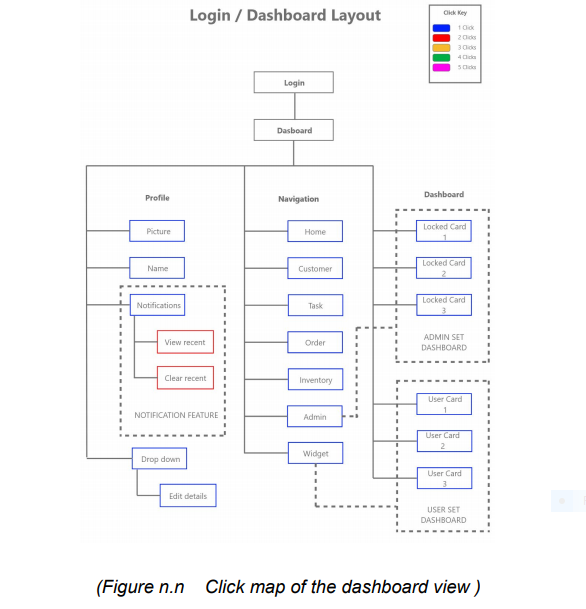 Login / Dashboard Layout
Click Key
1 Click
2 Clicks
3 Clicks
4 Clicks
5 Clicks
Login
Dasboard
Profile
Picture
Name
Notifications
View recent
Clear recent
NOTIFICATION FEATURE
Drop down
Edit details
Navigation
Home
Customer
Task
Order
Inventory
Admin
Widget
Dashboard
Locked Card
1
Locked Card
2
Locked Card
3
ADMIN SET
DASHBOARD
User Card
1
User Card
2
User Card
3
USER SET
DASHBOARD
(Figure n.n Click map of the dashboard view )